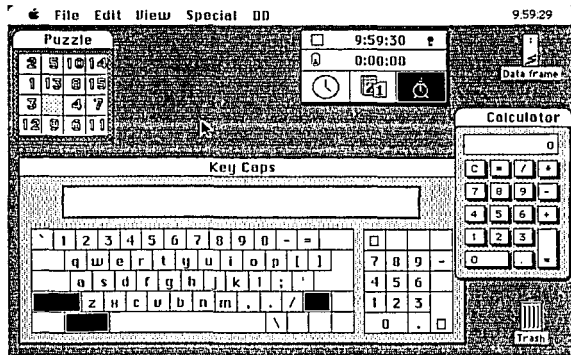 File Edit View Special DD 9:59:29
Puzzle
2 5 10 14
1 13 8 15
3 4 7
12 9 6 11
9:59:30
0:00:00
21
Data frame
Calculator
0
C = / *
7 8 9 -
4 5 6 +
1 2 3
0 . =
Key Caps
` 1 2 3 4 5 6 7 8 9 0 - =
q w e r t y u i o p [ ]
a s d f g h j k l ; '
z x c v b n m , . /
\
7 8 9 -
4 5 6
1 2 3
0 .
Trash